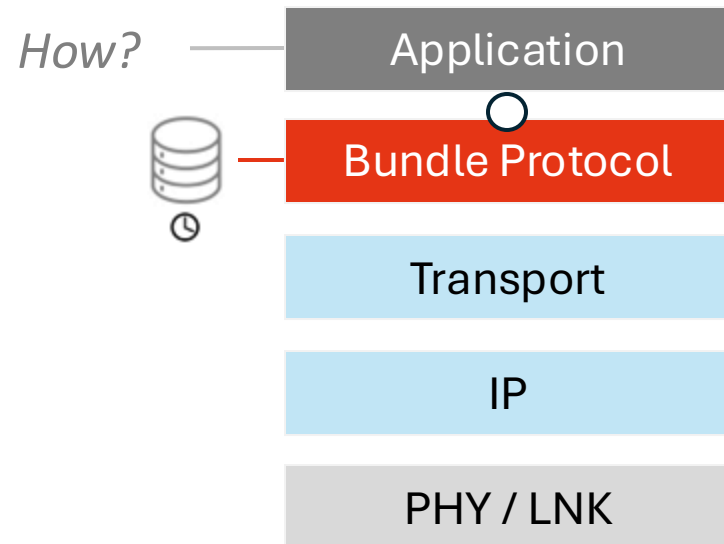 How?
Application
Bundle Protocol
Transport
IP
PHY / LNK